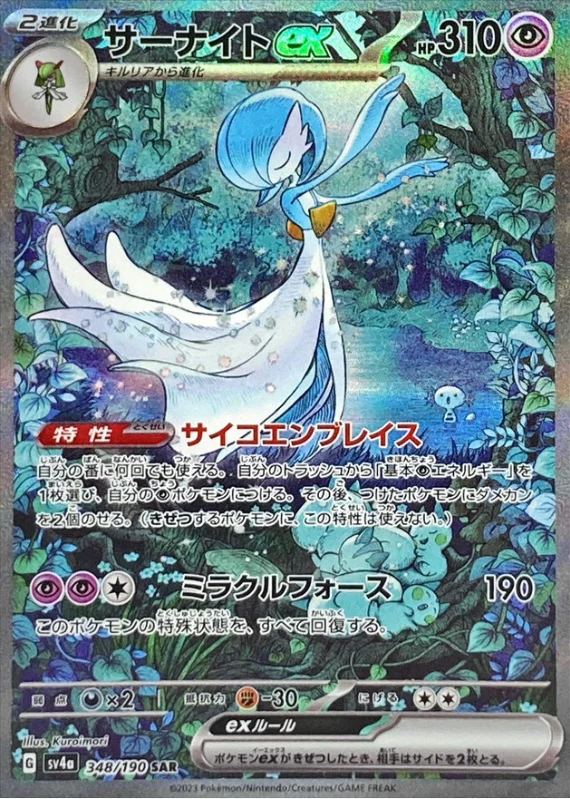 2進化
サーナイトex
HP310
キルリアから進化
特性 サイコエンブレイス
自分の番に何回でも使える。自分のトラッシュから「基本エネルギー」を
1枚選び、自分のポケモンにつける。その後、つけたポケモンにダメカン
を2個のせる。(きぜつするポケモンに、この特性は使えない。)
ミラクルフォース 190
このポケモンの特殊状態を、すべて回復する。
弱点 ×2 抵抗力 -30 にげる
exルール
ポケモンexがきぜつしたとき、相手はサイドを2枚とる。
Illus. Kuroimori
G sv4a 348/190 SAR
©2023 Pokémon/Nintendo/Creatures/GAME FREAK